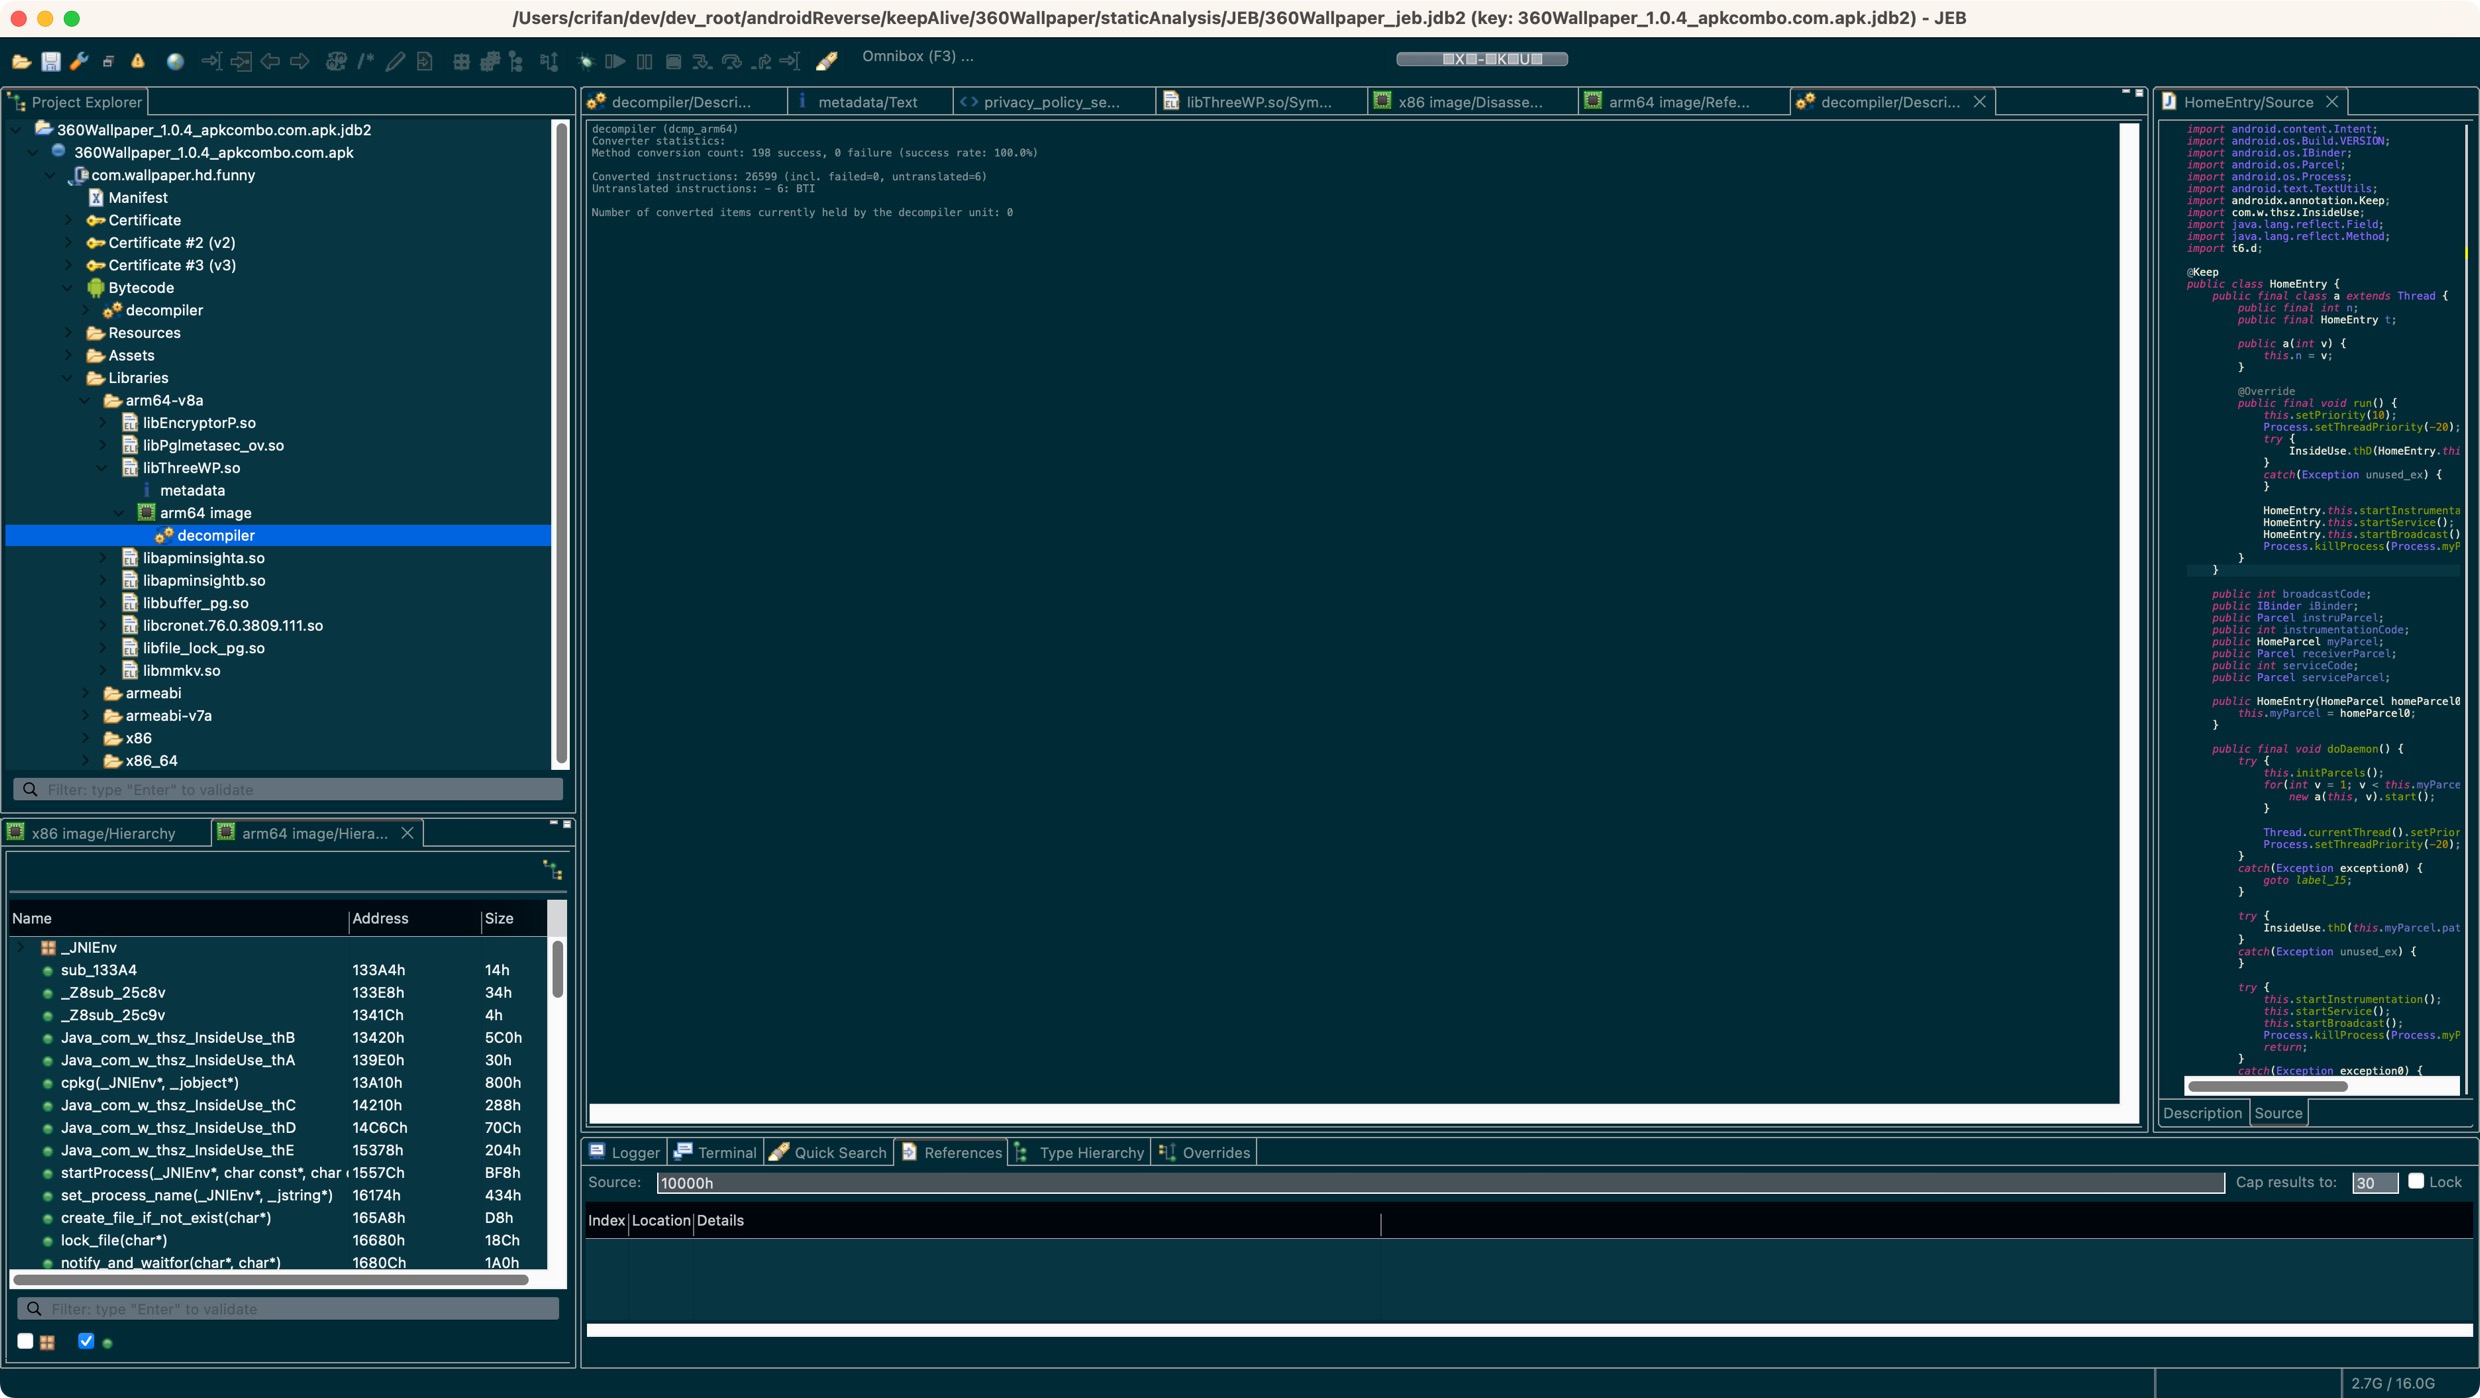 /Users/crifan/dev/dev_root/androidReverse/keepAlive/360Wallpaper/staticAnalysis/JEB/360Wallpaper_jeb.jdb2 (key: 360Wallpaper_1.0.4_apkcombo.com.apk.jdb2) - JEB
Omnibox (F3) ...
Project Explorer
360Wallpaper_1.0.4_apkcombo.com.apk.jdb2
360Wallpaper_1.0.4_apkcombo.com.apk
com.wallpaper.hd.funny
Manifest
Certificate
Certificate #2 (v2)
Certificate #3 (v3)
Bytecode
decompiler
Resources
Assets
Libraries
arm64-v8a
libEncryptorP.so
libPglmetasec_ov.so
libThreeWP.so
metadata
arm64 image
decompiler
libapminsighta.so
libapminsightb.so
libbuffer_pg.so
libcronet.76.0.3809.111.so
libfile_lock_pg.so
libmmkv.so
armeabi
armeabi-v7a
x86
x86_64
Filter: type "Enter" to validate
x86 image/Hierarchy
arm64 image/Hiera...
Name Address Size
_JNIEnv
sub_133A4 133A4h 14h
_Z8sub_25c8v 133E8h 34h
_Z8sub_25c9v 1341Ch 4h
Java_com_w_thsz_InsideUse_thB 13420h 5C0h
Java_com_w_thsz_InsideUse_thA 139E0h 30h
cpkg(_JNIEnv*, _jobject*) 13A10h 800h
Java_com_w_thsz_InsideUse_thC 14210h 288h
Java_com_w_thsz_InsideUse_thD 14C6Ch 70Ch
Java_com_w_thsz_InsideUse_thE 15378h 204h
startProcess(_JNIEnv*, char const*, char 1557Ch BF8h
set_process_name(_JNIEnv*, _jstring*) 16174h 434h
create_file_if_not_exist(char*) 165A8h D8h
lock_file(char*) 16680h 18Ch
notify_and_waitfor(char*, char*) 1680Ch 1A0h
Filter: type "Enter" to validate
decompiler/Descri... metadata/Text privacy_policy_se... libThreeWP.so/Sym... x86 image/Disasse... arm64 image/Refe... decompiler/Descri...
decompiler (dcmp_arm64)
Converter statistics:
Method conversion count: 198 success, 0 failure (success rate: 100.0%)
Converted instructions: 26599 (incl. failed=0, untranslated=6)
Untranslated instructions: - 6: BTI
Number of converted items currently held by the decompiler unit: 0
Logger Terminal Quick Search References Type Hierarchy Overrides
Source: 10000h Cap results to: 30 Lock
Index Location Details
HomeEntry/Source
import android.content.Intent;
import android.os.Build.VERSION;
import android.os.IBinder;
import android.os.Parcel;
import android.os.Process;
import android.text.TextUtils;
import androidx.annotation.Keep;
import com.w.thsz.InsideUse;
import java.lang.reflect.Field;
import java.lang.reflect.Method;
import t6.d;
@Keep
public class HomeEntry {
public final class a extends Thread {
public final int n;
public final HomeEntry t;
public a(int v) {
this.n = v;
}
@Override
public final void run() {
this.setPriority(10);
Process.setThreadPriority(-20);
try {
InsideUse.thD(HomeEntry.thi
}
catch(Exception unused_ex) {
}
HomeEntry.this.startInstrumenta
HomeEntry.this.startService();
HomeEntry.this.startBroadcast()
Process.killProcess(Process.myP
}
}
public int broadcastCode;
public IBinder iBinder;
public Parcel instruParcel;
public int instrumentationCode;
public HomeParcel myParcel;
public Parcel receiverParcel;
public int serviceCode;
public Parcel serviceParcel;
public HomeEntry(HomeParcel homeParcel0
this.myParcel = homeParcel0;
}
public final void doDaemon() {
try {
this.initParcels();
for(int v = 1; v < this.myParce
new a(this, v).start();
}
Thread.currentThread().setPrior
Process.setThreadPriority(-20);
}
catch(Exception exception0) {
goto label_15;
}
try {
InsideUse.thD(this.myParcel.pat
}
catch(Exception unused_ex) {
}
try {
this.startInstrumentation();
this.startService();
this.startBroadcast();
Process.killProcess(Process.myP
return;
}
catch(Exception exception0) {
Description Source
2.7G / 16.0G